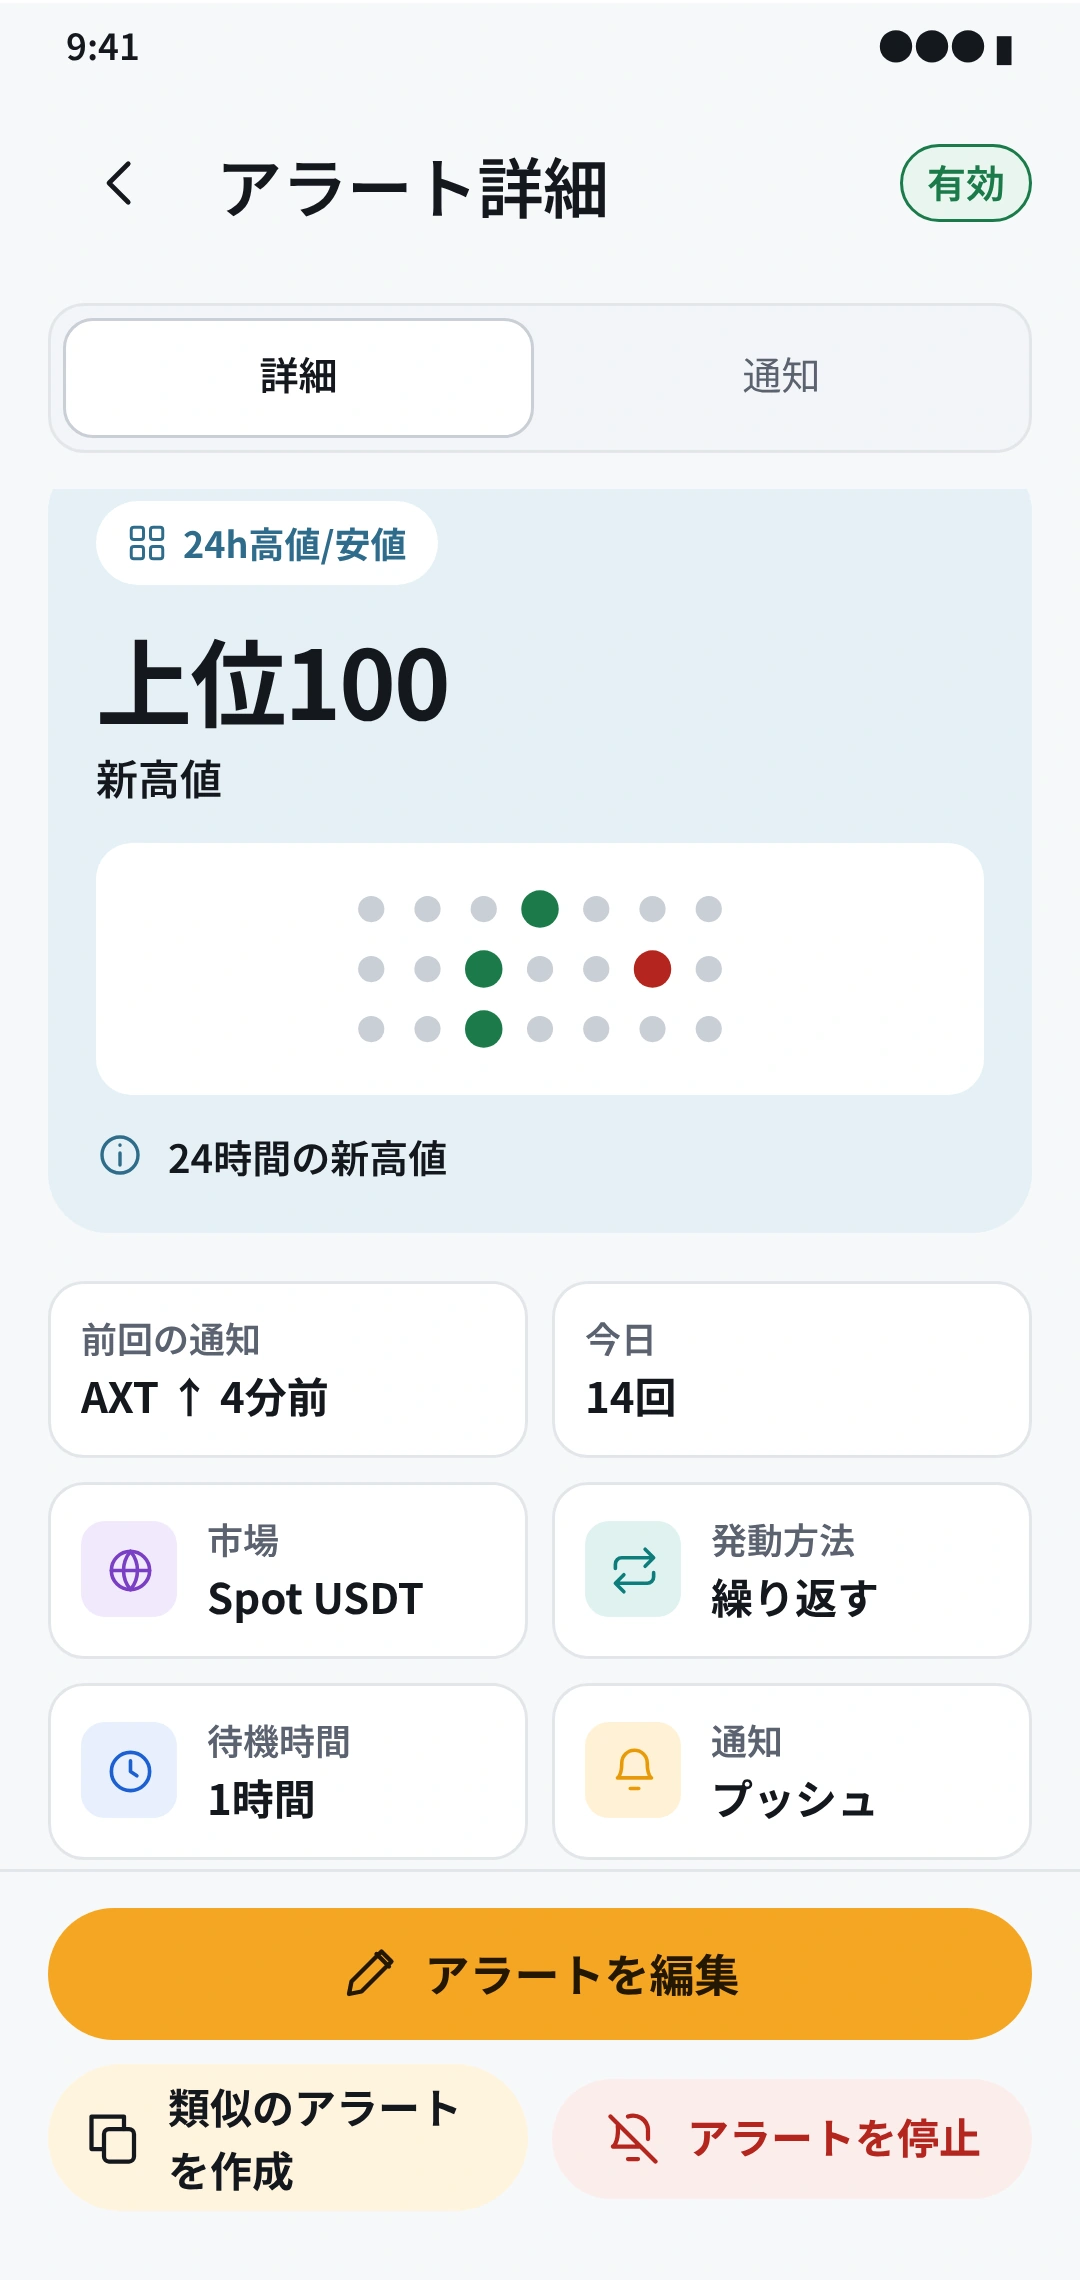 9:41
アラート詳細
有効
詳細
通知
24h高値/安値
上位100
新高値
24時間の新高値
前回の通知
AXT ↑ 4分前
今日
14回
市場
Spot USDT
発動方法
繰り返す
待機時間
1時間
通知
プッシュ
アラートを編集
類似のアラート
を作成
アラートを停止